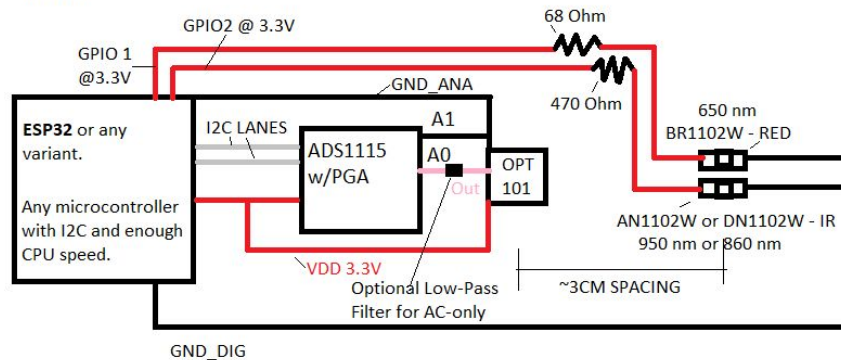 68 Ohm
GPIO2 @ 3.3V
GPIO 1
@3.3V
GND_ANA
470 Ohm
650 nm
BR1102W - RED
ESP32 or any
variant.
Any microcontroller
with I2C and enough
CPU speed.
I2C LANES
ADS1115
w/PGA
A1
A0
Out
OPT
101
AN1102W or DN1102W - IR
950 nm or 860 nm
VDD 3.3V
Optional Low-Pass
Filter for AC-only
~3CM SPACING
GND_DIG